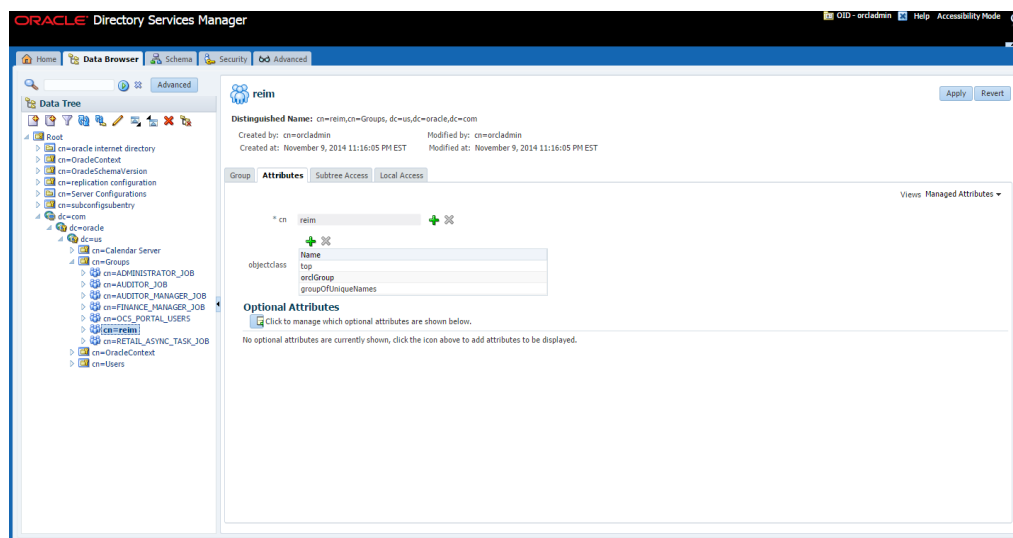 ORACLE Directory Services Manager
OID - orcladmin Help Accessibility Mode
Home Data Browser Schema Security Advanced
Advanced
Data Tree
Root
cn=oracle internet directory
cn=OracleContext
cn=OracleSchemaVersion
cn=replication configuration
cn=Server Configurations
cn=subconfigsubentry
dc=com
dc=oracle
dc=us
cn=Calendar Server
cn=Groups
cn=ADMINISTRATOR_JOB
cn=AUDITOR_JOB
cn=AUDITOR_MANAGER_JOB
cn=FINANCE_MANAGER_JOB
cn=OCS_PORTAL_USERS
cn=reim
cn=RETAIL_ASYNC_TASK_JOB
cn=OracleContext
cn=Users
reim
Apply Revert
Distinguished Name: cn=reim,cn=Groups, dc=us,dc=oracle,dc=com
Created by: cn=orcladmin Modified by: cn=orcladmin
Created at: November 9, 2014 11:16:05 PM EST Modified at: November 9, 2014 11:16:05 PM EST
Group Attributes Subtree Access Local Access
Views Managed Attributes
* cn reim
objectclass
Name
top
orclGroup
groupOfUniqueNames
Optional Attributes
Click to manage which optional attributes are shown below.
No optional attributes are currently shown, click the icon above to add attributes to be displayed.